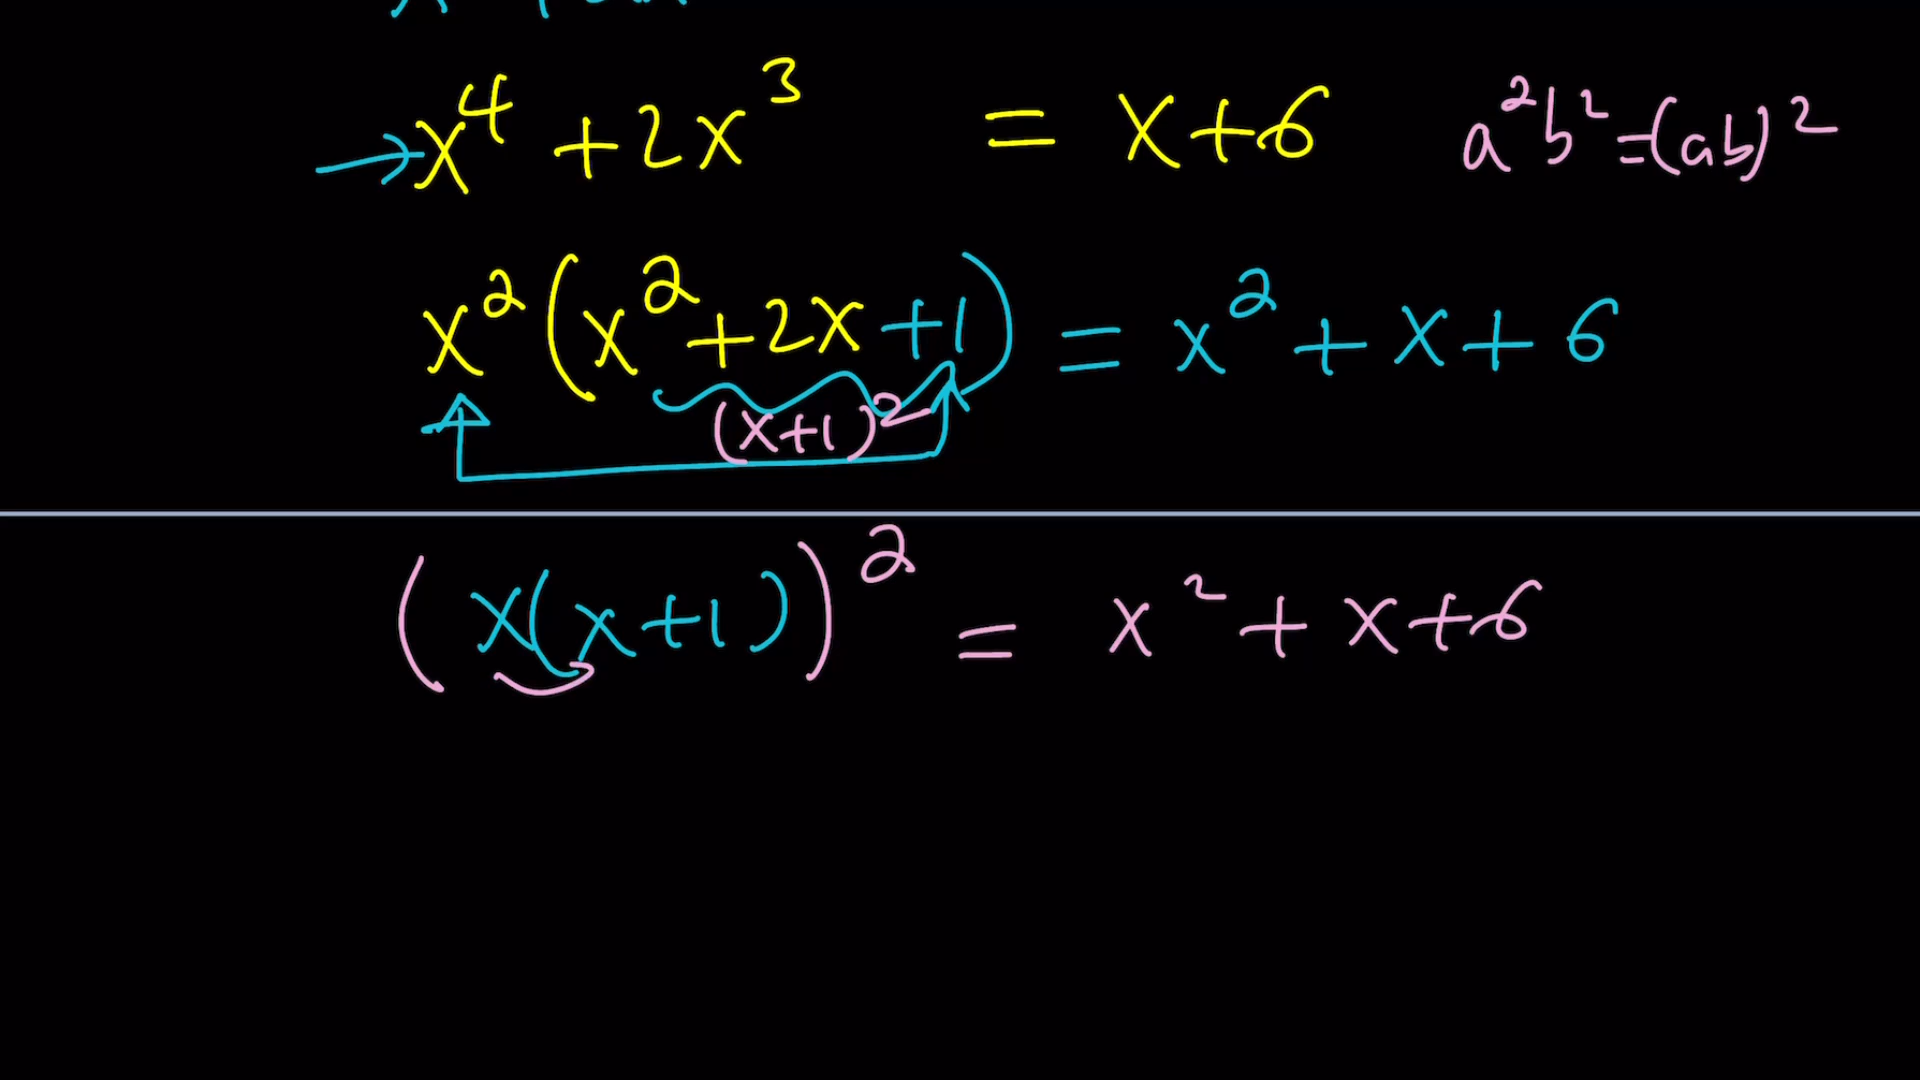 x⁴ + 2x³ = x + 6 a²b² = (ab)²
x² (x² + 2x + 1) = x² + x + 6
(x+1)²
(x(x+1))² = x² + x + 6